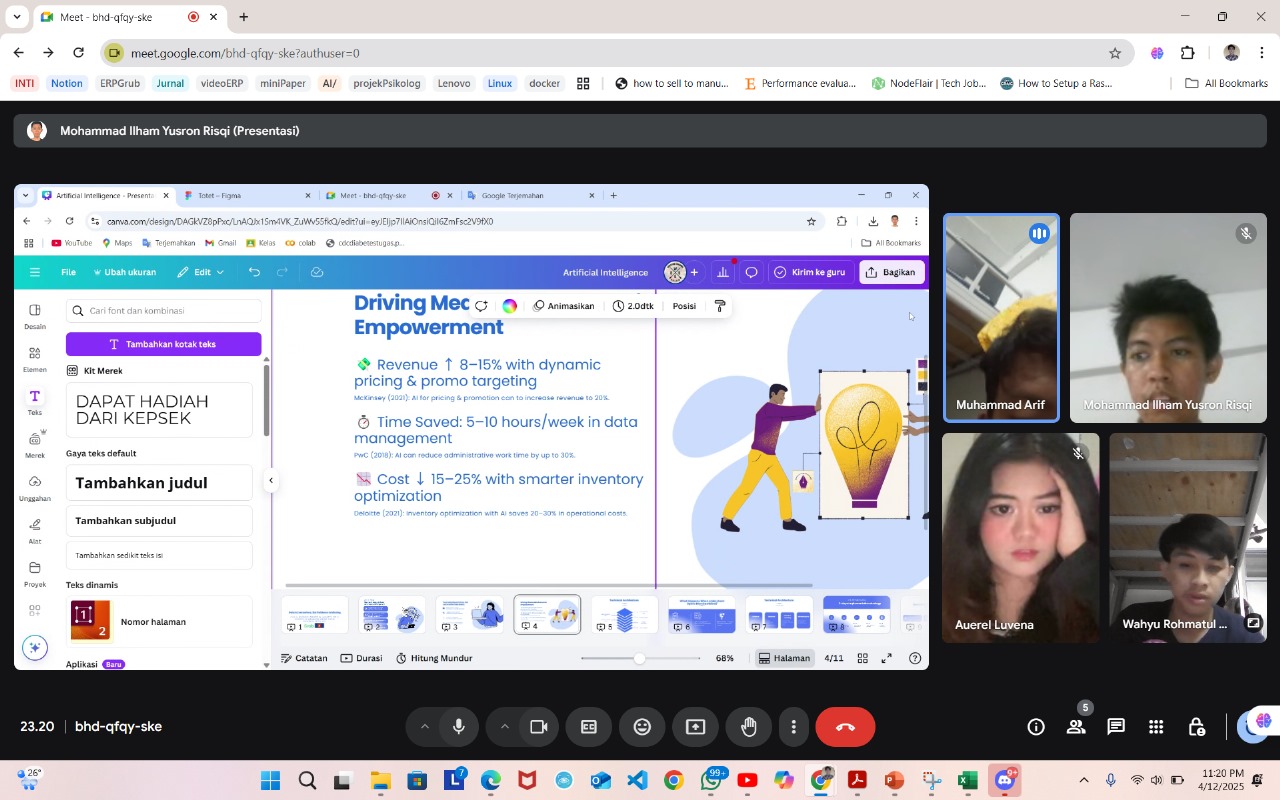 Meet - bhd-qfqy-ske
meet.google.com/bhd-qfqy-ske?authuser=0
INTI
Notion
ERPGrub
Jurnal
videoERP
miniPaper
AI/
projekPsikolog
Lenovo
Linux
docker
how to sell to manu...
Performance evalua...
NodeFlair | Tech Job...
How to Setup a Ras...
All Bookmarks
Mohammad Ilham Yusron Risqi (Presentasi)
Artificial Intelligence - Presenta
Totet – Figma
Meet - bhd-qfqy-ske
Google Terjemahan
YouTube
Maps
Terjemahkan
Gmail
Kelas
colab
cdcdiabetestugas.p...
All Bookmarks
File
Ubah ukuran
Edit
Artificial Intelligence
Kirim ke guru
Bagikan
Desain
Elemen
Teks
Merek
Unggahan
Alat
Proyek
Cari font dan kombinasi
Tambahkan kotak teks
Kit Merek
DAPAT HADIAH
DARI KEPSEK
Gaya teks default
Tambahkan judul
Tambahkan subjudul
Tambahkan sedikit teks isi
Teks dinamis
Nomor halaman
Aplikasi
Baru
Animasikan
2.0dtk
Posisi
Driving Mea
Empowerment
💸 Revenue ↑ 8–15% with dynamic
pricing & promo targeting
McKinsey (2021): AI for pricing & promotion can to increase revenue to 20%.
⏱️ Time Saved: 5–10 hours/week in data
management
PwC (2018): AI can reduce administrative work time by up to 30%.
Cost ↓ 15–25% with smarter inventory
optimization
Deloitte (2021): Inventory optimization with AI saves 20–30% in operational costs.
1
2
3
4
5
6
7
8
Catatan
Durasi
Hitung Mundur
68%
Halaman
4/11
Muhammad Arif
Mohammad Ilham Yusron Risqi
Auerel Luvena
Wahyu Rohmatul ...
23.20
bhd-qfqy-ske
5
26°
7
99+
9+
11:20 PM
4/12/2025